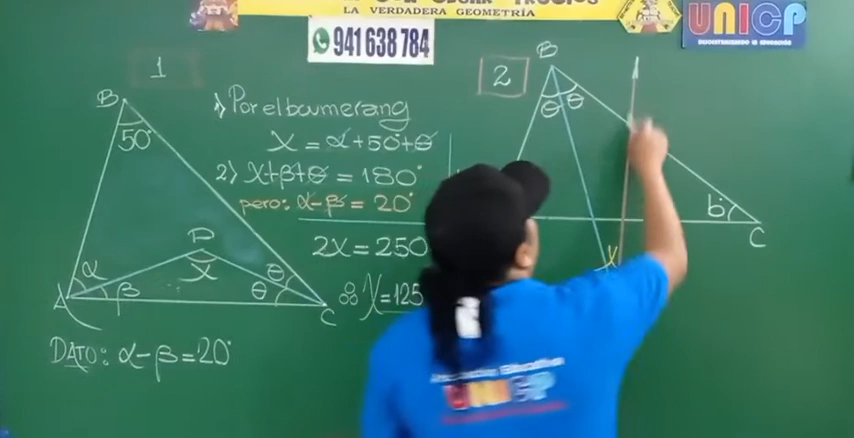 LA VERDADERA GEOMETRÍA
941 638 784
UNICP
1
B
50°
α
A
β
D
x
θ
θ
C
DATO: α-β=20°
1) Por el boumerang
x = α+50°+θ
2) x+β+θ = 180°
pero: α-β = 20°
2x = 250
∴ x = 125
2
B
θ
θ
b°
C
x
UNICP